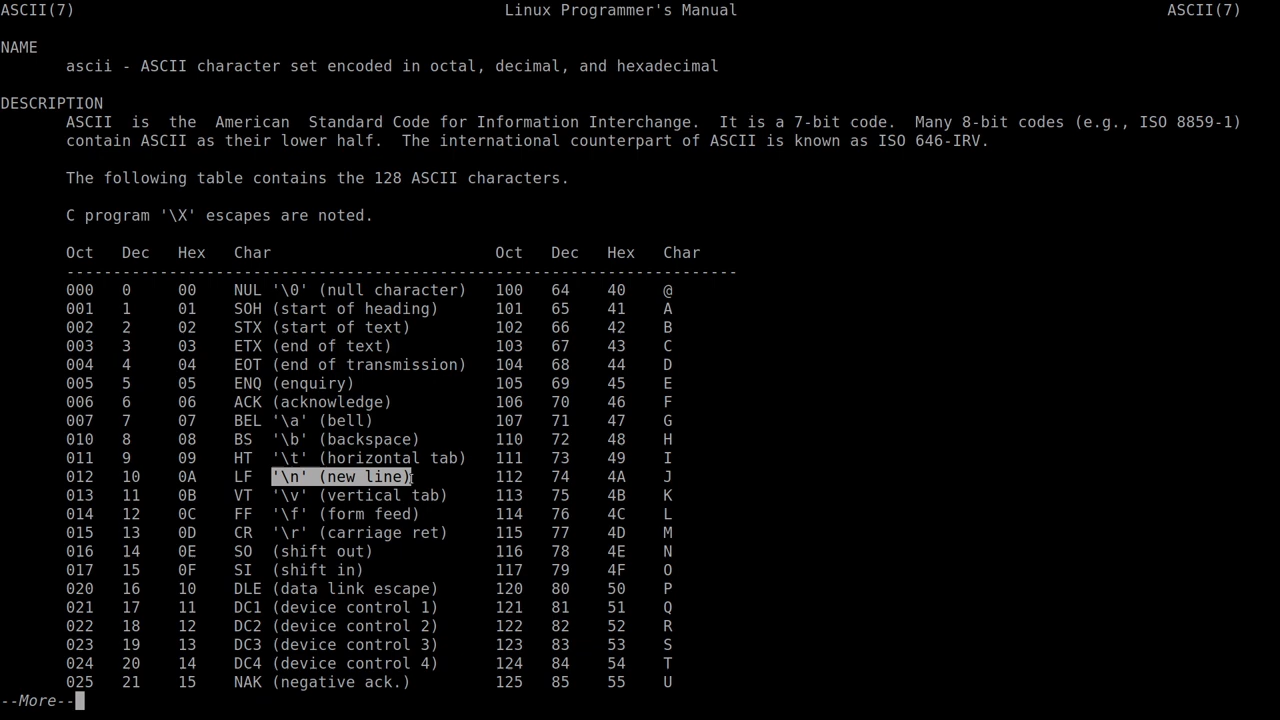 ASCII(7)                                              Linux Programmer's Manual                                              ASCII(7)

NAME
       ascii - ASCII character set encoded in octal, decimal, and hexadecimal

DESCRIPTION
       ASCII  is  the  American  Standard Code for Information Interchange.  It is a 7-bit code.  Many 8-bit codes (e.g., ISO 8859-1)
       contain ASCII as their lower half.  The international counterpart of ASCII is known as ISO 646-IRV.

       The following table contains the 128 ASCII characters.

       C program '\X' escapes are noted.

       Oct   Dec   Hex   Char                        Oct   Dec   Hex   Char
       ────────────────────────────────────────────────────────────────────────
       000   0     00    NUL '\0' (null character)   100   64    40    @
       001   1     01    SOH (start of heading)      101   65    41    A
       002   2     02    STX (start of text)         102   66    42    B
       003   3     03    ETX (end of text)           103   67    43    C
       004   4     04    EOT (end of transmission)   104   68    44    D
       005   5     05    ENQ (enquiry)               105   69    45    E
       006   6     06    ACK (acknowledge)           106   70    46    F
       007   7     07    BEL '\a' (bell)             107   71    47    G
       010   8     08    BS  '\b' (backspace)        110   72    48    H
       011   9     09    HT  '\t' (horizontal tab)   111   73    49    I
       012   10    0A    LF  '\n' (new line)         112   74    4A    J
       013   11    0B    VT  '\v' (vertical tab)     113   75    4B    K
       014   12    0C    FF  '\f' (form feed)        114   76    4C    L
       015   13    0D    CR  '\r' (carriage ret)     115   77    4D    M
       016   14    0E    SO  (shift out)             116   78    4E    N
       017   15    0F    SI  (shift in)              117   79    4F    O
       020   16    10    DLE (data link escape)      120   80    50    P
       021   17    11    DC1 (device control 1)      121   81    51    Q
       022   18    12    DC2 (device control 2)      122   82    52    R
       023   19    13    DC3 (device control 3)      123   83    53    S
       024   20    14    DC4 (device control 4)      124   84    54    T
       025   21    15    NAK (negative ack.)         125   85    55    U
--More--